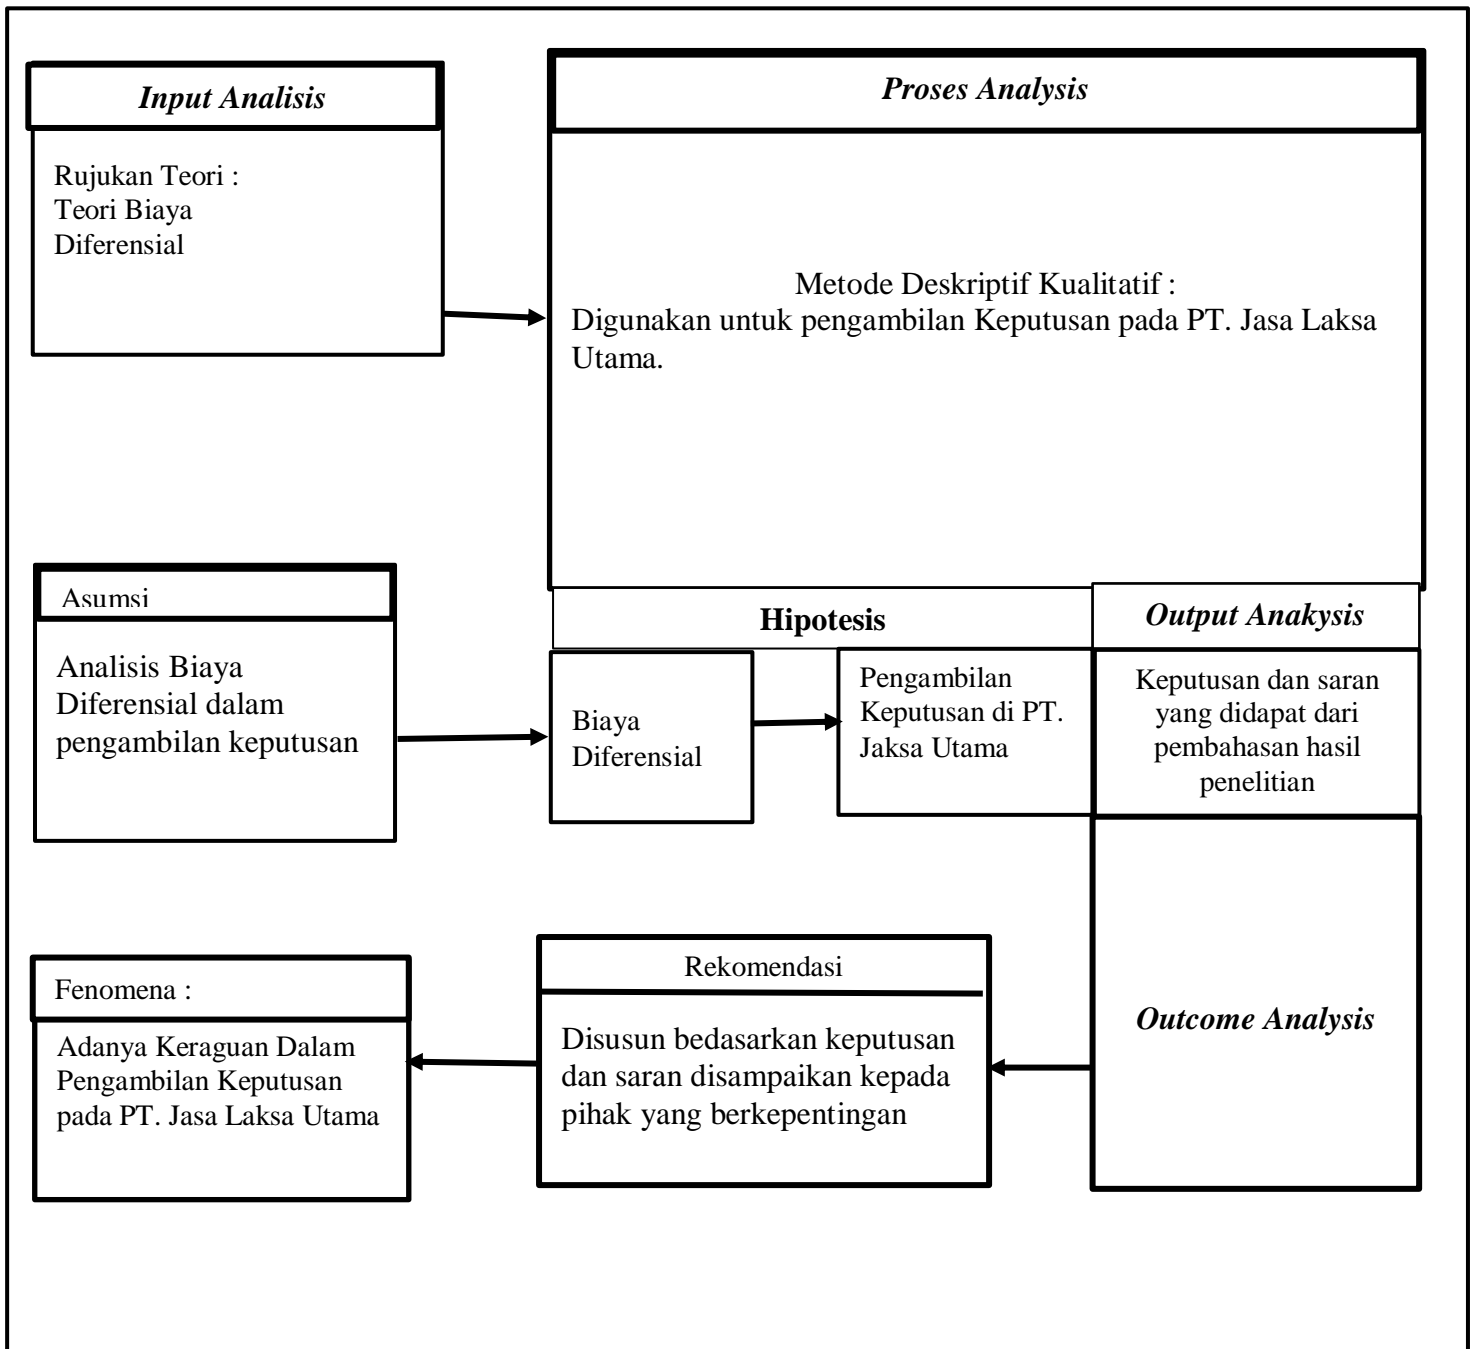 Input Analisis
Rujukan Teori :
Teori Biaya
Diferensial
Proses Analysis
Metode Deskriptif Kualitatif :
Digunakan untuk pengambilan Keputusan pada PT. Jasa Laksa
Utama.
Asumsi
Analisis Biaya
Diferensial dalam
pengambilan keputusan
Hipotesis
Biaya
Diferensial
Pengambilan
Keputusan di PT.
Jaksa Utama
Output Anakysis
Keputusan dan saran
yang didapat dari
pembahasan hasil
penelitian
Outcome Analysis
Rekomendasi
Disusun bedasarkan keputusan
dan saran disampaikan kepada
pihak yang berkepentingan
Fenomena :
Adanya Keraguan Dalam
Pengambilan Keputusan
pada PT. Jasa Laksa Utama